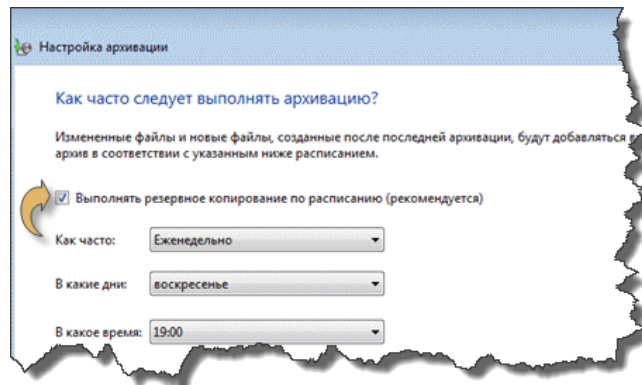 Настройка архивации
Как часто следует выполнять архивацию?
Измененные файлы и новые файлы, созданные после последней архивации, будут добавляться в
архив в соответствии с указанным ниже расписанием.
Выполнять резервное копирование по расписанию (рекомендуется)
Как часто: Еженедельно
В какие дни: воскресенье
В какое время: 19:00